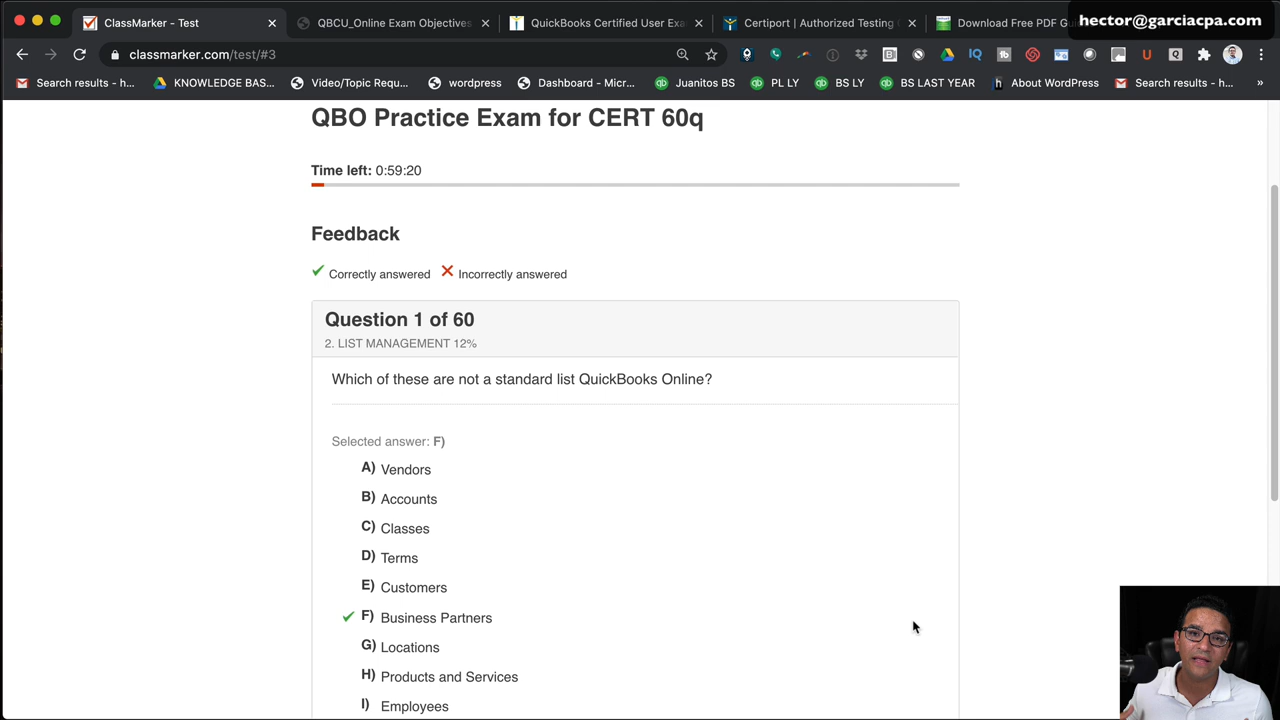 ClassMarker - Test
QBCU_Online Exam Objectives
QuickBooks Certified User Exa
Certiport | Authorized Testing
Download Free PDF Gu
hector@garciacpa.com
classmarker.com/test/#3
Search results - h...
KNOWLEDGE BAS...
Video/Topic Requ...
wordpress
Dashboard - Micr...
Juanitos BS
PL LY
BS LY
BS LAST YEAR
About WordPress
Search results - h...
»
QBO Practice Exam for CERT 60q
Time left: 0:59:20
Feedback
Correctly answered Incorrectly answered
Question 1 of 60
2. LIST MANAGEMENT 12%
Which of these are not a standard list QuickBooks Online?
Selected answer: F)
A) Vendors
B) Accounts
C) Classes
D) Terms
E) Customers
F) Business Partners
G) Locations
H) Products and Services
I) Employees